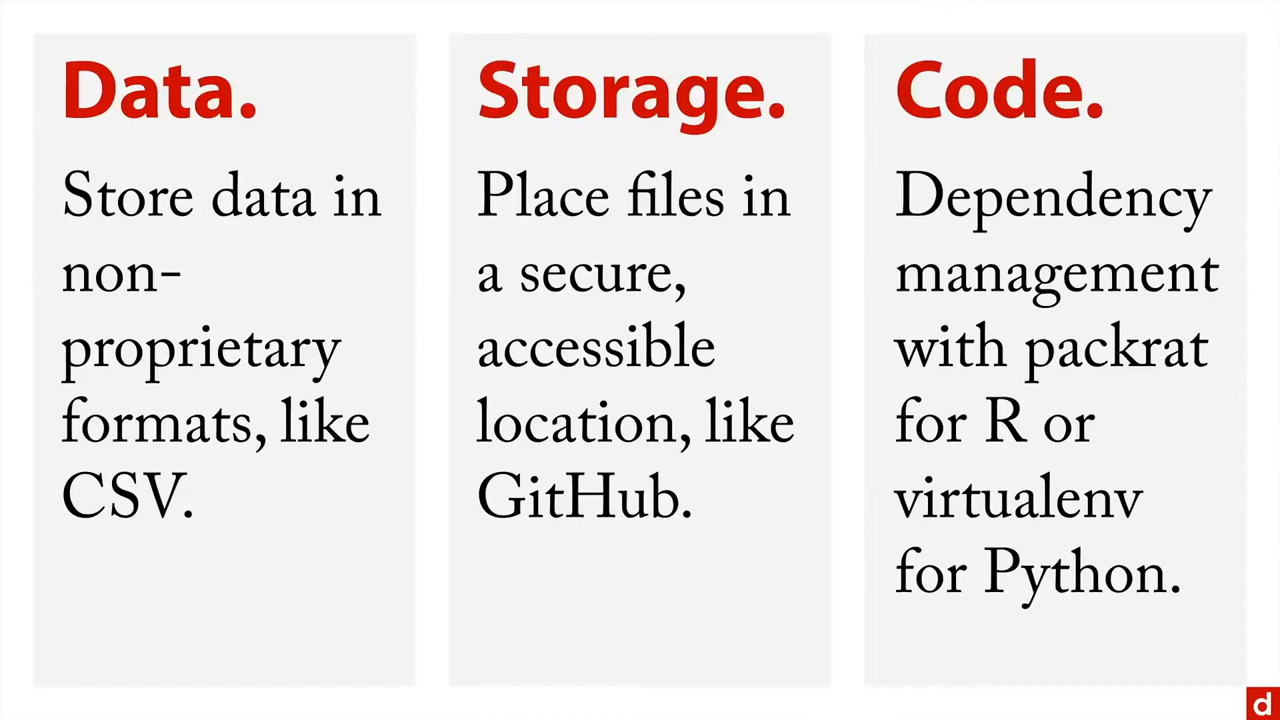 Data.
Store data in
non-
proprietary
formats, like
CSV.
Storage.
Place files in
a secure,
accessible
location, like
GitHub.
Code.
Dependency
management
with packrat
for R or
virtualenv
for Python.
d